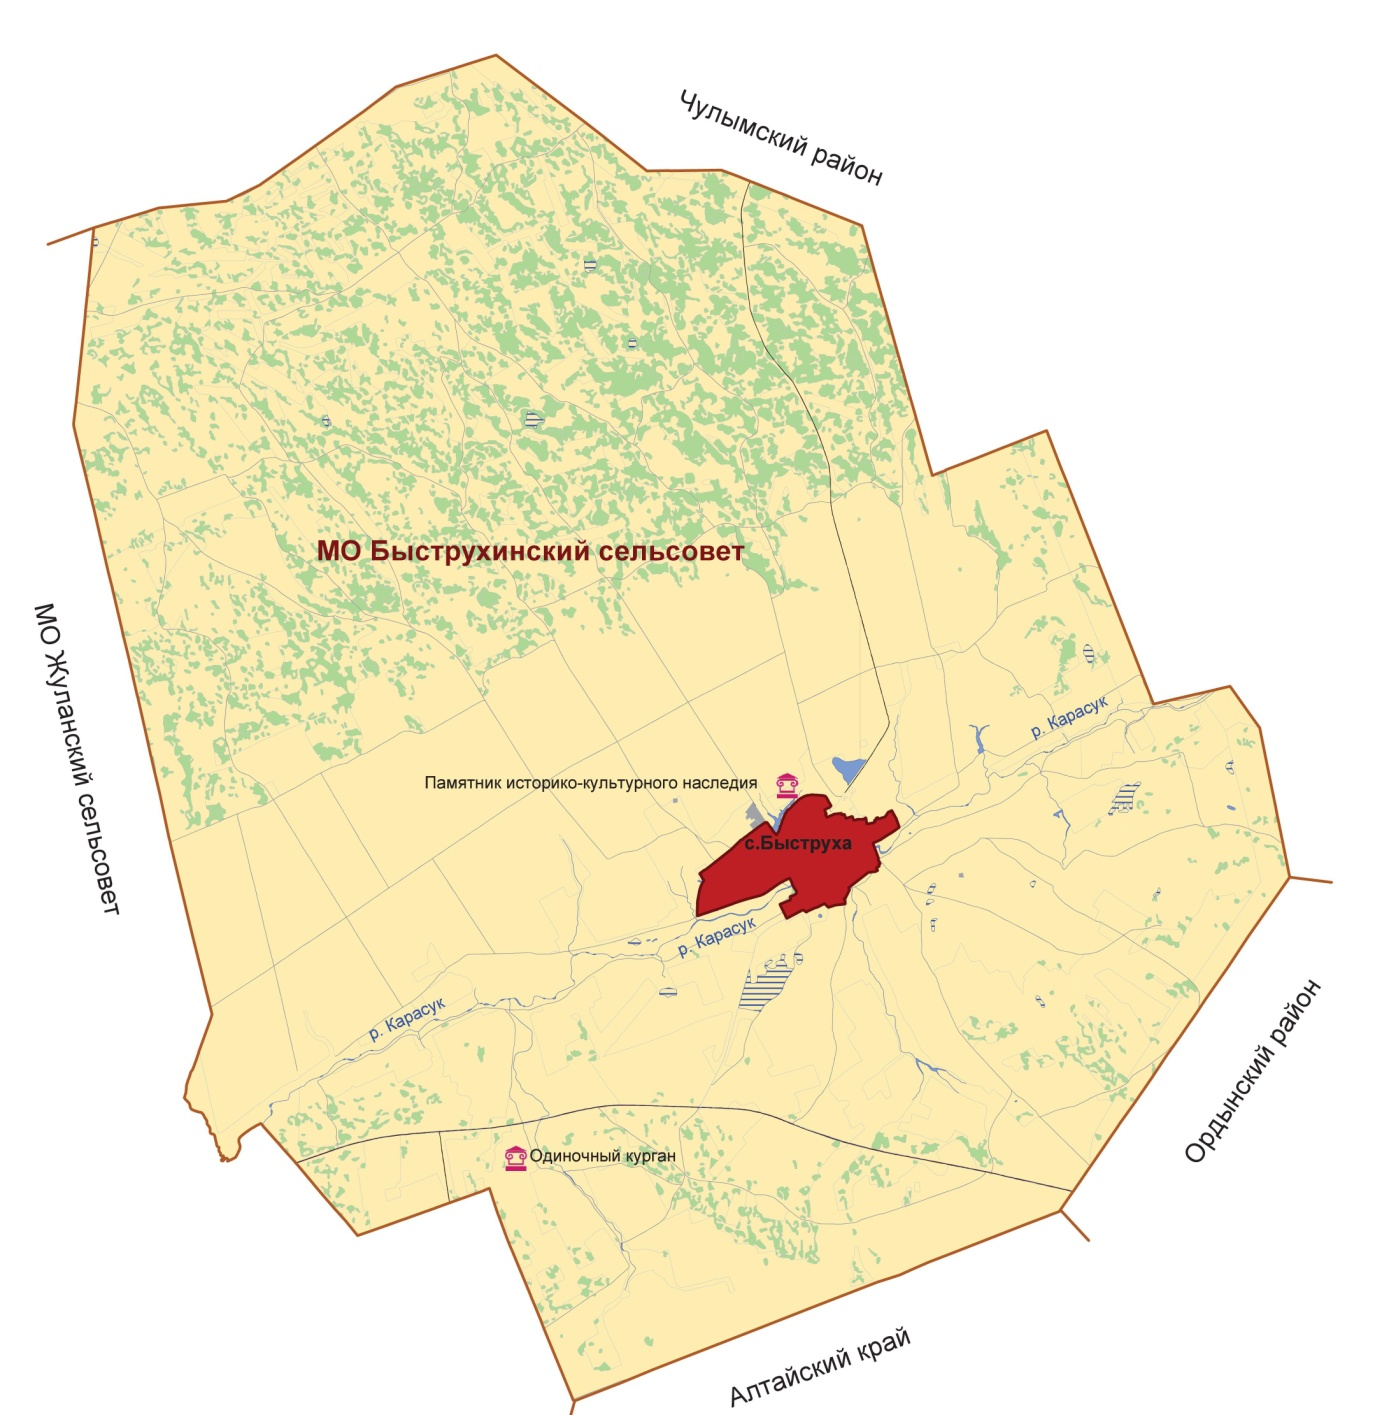 Чулымский район
МО Быструхинский сельсовет
МО Жуланский сельсовет
р. Карасук
Памятник историко-культурного наследия
с.Быструха
р. Карасук
р. Карасук
Ордынский район
Одиночный курган
Алтайский край